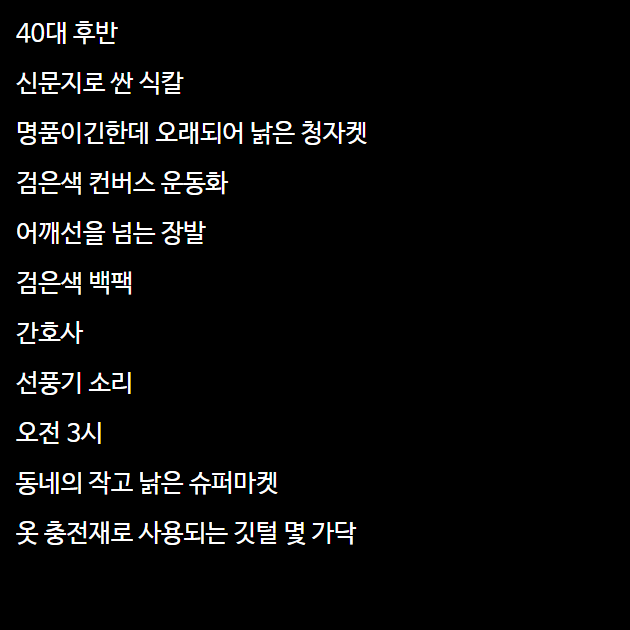 40대 후반
신문지로 싼 식칼
명품이긴한데 오래되어 낡은 청자켓
검은색 컨버스 운동화
어깨선을 넘는 장발
검은색 백팩
간호사
선풍기 소리
오전 3시
동네의 작고 낡은 슈퍼마켓
옷 충전재로 사용되는 깃털 몇 가닥